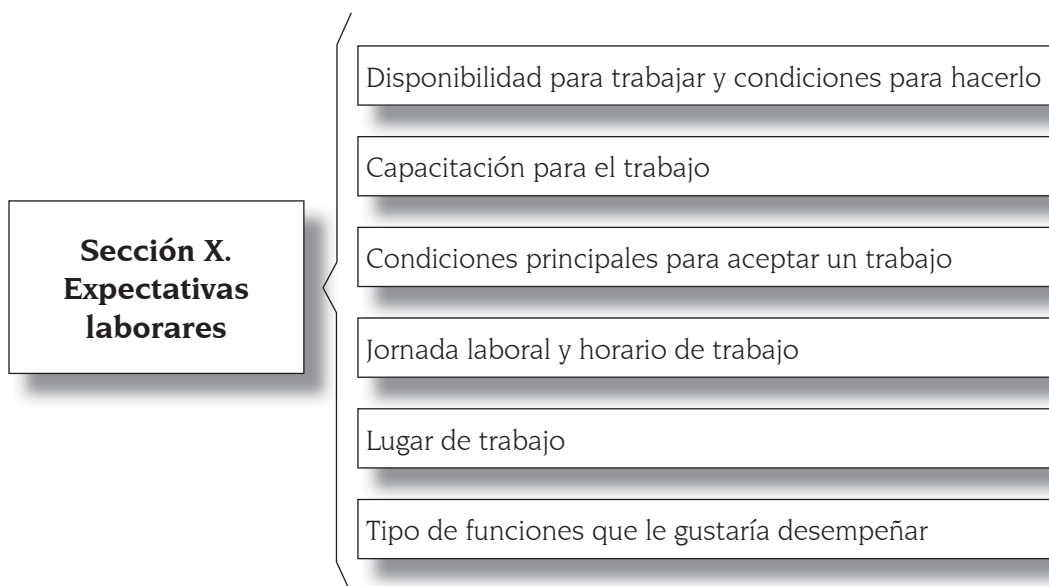 Sección X.
Expectativas
laborares
Disponibilidad para trabajar y condiciones para hacerlo
Capacitación para el trabajo
Condiciones principales para aceptar un trabajo
Jornada laboral y horario de trabajo
Lugar de trabajo
Tipo de funciones que le gustaría desempeñar